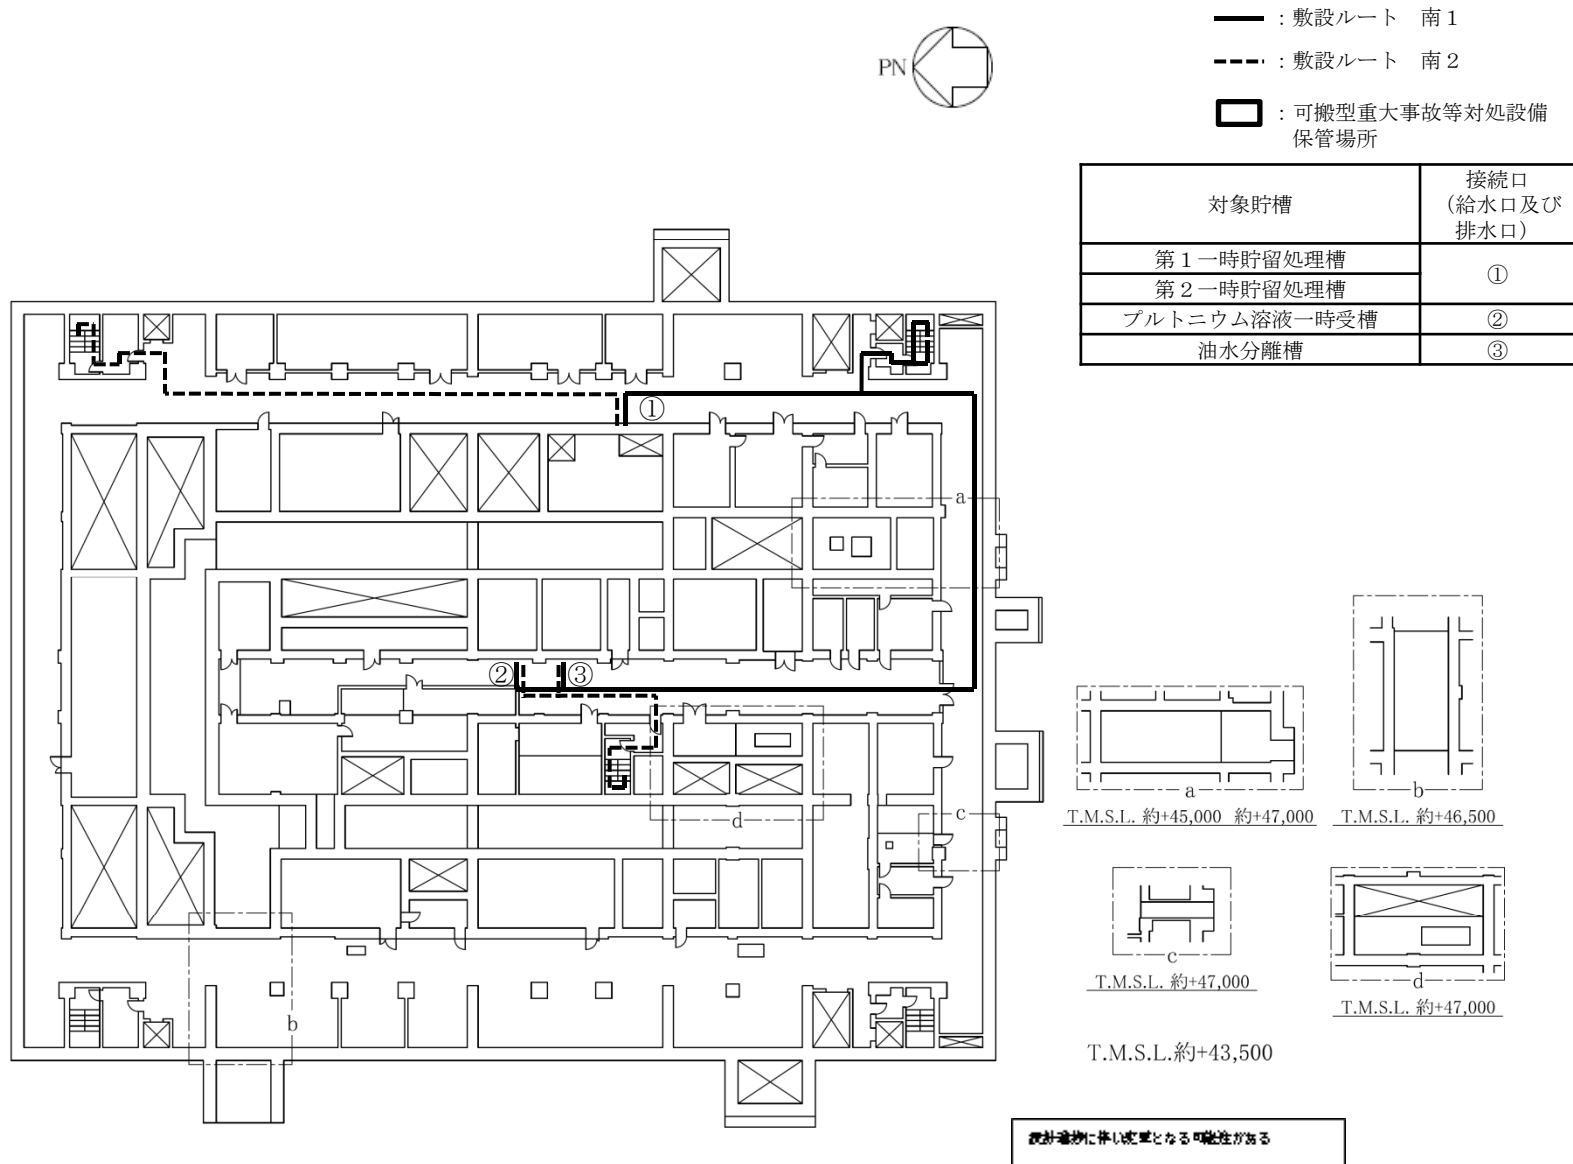 ：敷設ルート　南１
：敷設ルート　南２
：可搬型重大事故等対処設備
保管場所
PN
対象貯槽
接続口
（給水口及び
排水口）
第１一時貯留処理槽
①
第２一時貯留処理槽
プルトニウム溶液一時受槽
②
油水分離槽
③
①
a
②
③
d
c
b
a
T.M.S.L. 約+45,000 約+47,000
b
T.M.S.L. 約+46,500
c
T.M.S.L. 約+47,000
d
T.M.S.L. 約+47,000
T.M.S.L.約+43,500
設計進捗に伴い変更となる可能性がある